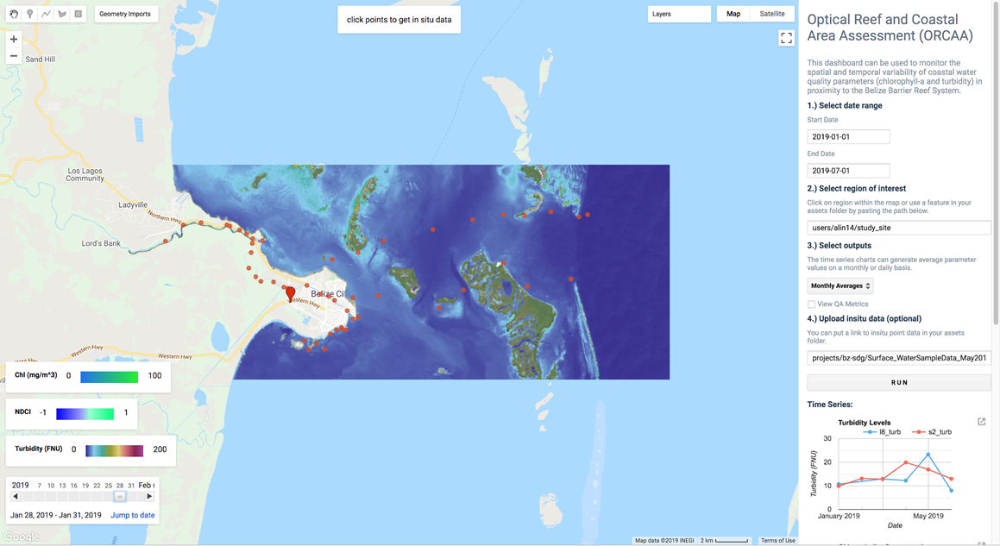 Geometry Imports
click points to get in situ data
Layers
Map
Satellite
+
−
Sand Hill
Los Lagos
Community
Ladyville
Northern Hwy
Lord's Bank
Belize Cit
Western Hwy
Western Hwy
Western Hwy
Chl (mg/m^3) 0 100
NDCI -1 1
Turbidity (FNU) 0 200
2019 7 10 13 16 19 22 25 28 31 Feb
Jan 28, 2019 - Jan 31, 2019 Jump to date
Google
Map data ©2019 INEGI 2 km Terms of Use
Optical Reef and Coastal
Area Assessment (ORCAA)
This dashboard can be used to monitor the
spatial and temporal variability of coastal water
quality parameters (chlorophyll-a and turbidity) in
proximity to the Belize Barrier Reef System.
1.) Select date range
Start Date
2019-01-01
End Date
2019-07-01
2.) Select region of interest
Click on region within the map or use a feature in your
assets folder by pasting the path below.
users/alin14/study_site
3.) Select outputs
The time series charts can generate average parameter
values on a monthly or daily basis.
Monthly Averages
View QA Metrics
4.) Upload insitu data (optional)
You can put a link to insitu point data in your assets
folder.
projects/bz-sdg/Surface_WaterSampleData_May201
RUN
Time Series:
Turbidity Levels
l8_turb s2_turb
30
20
10
0
Turbidity (FNU)
January 2019 May 2019
Date